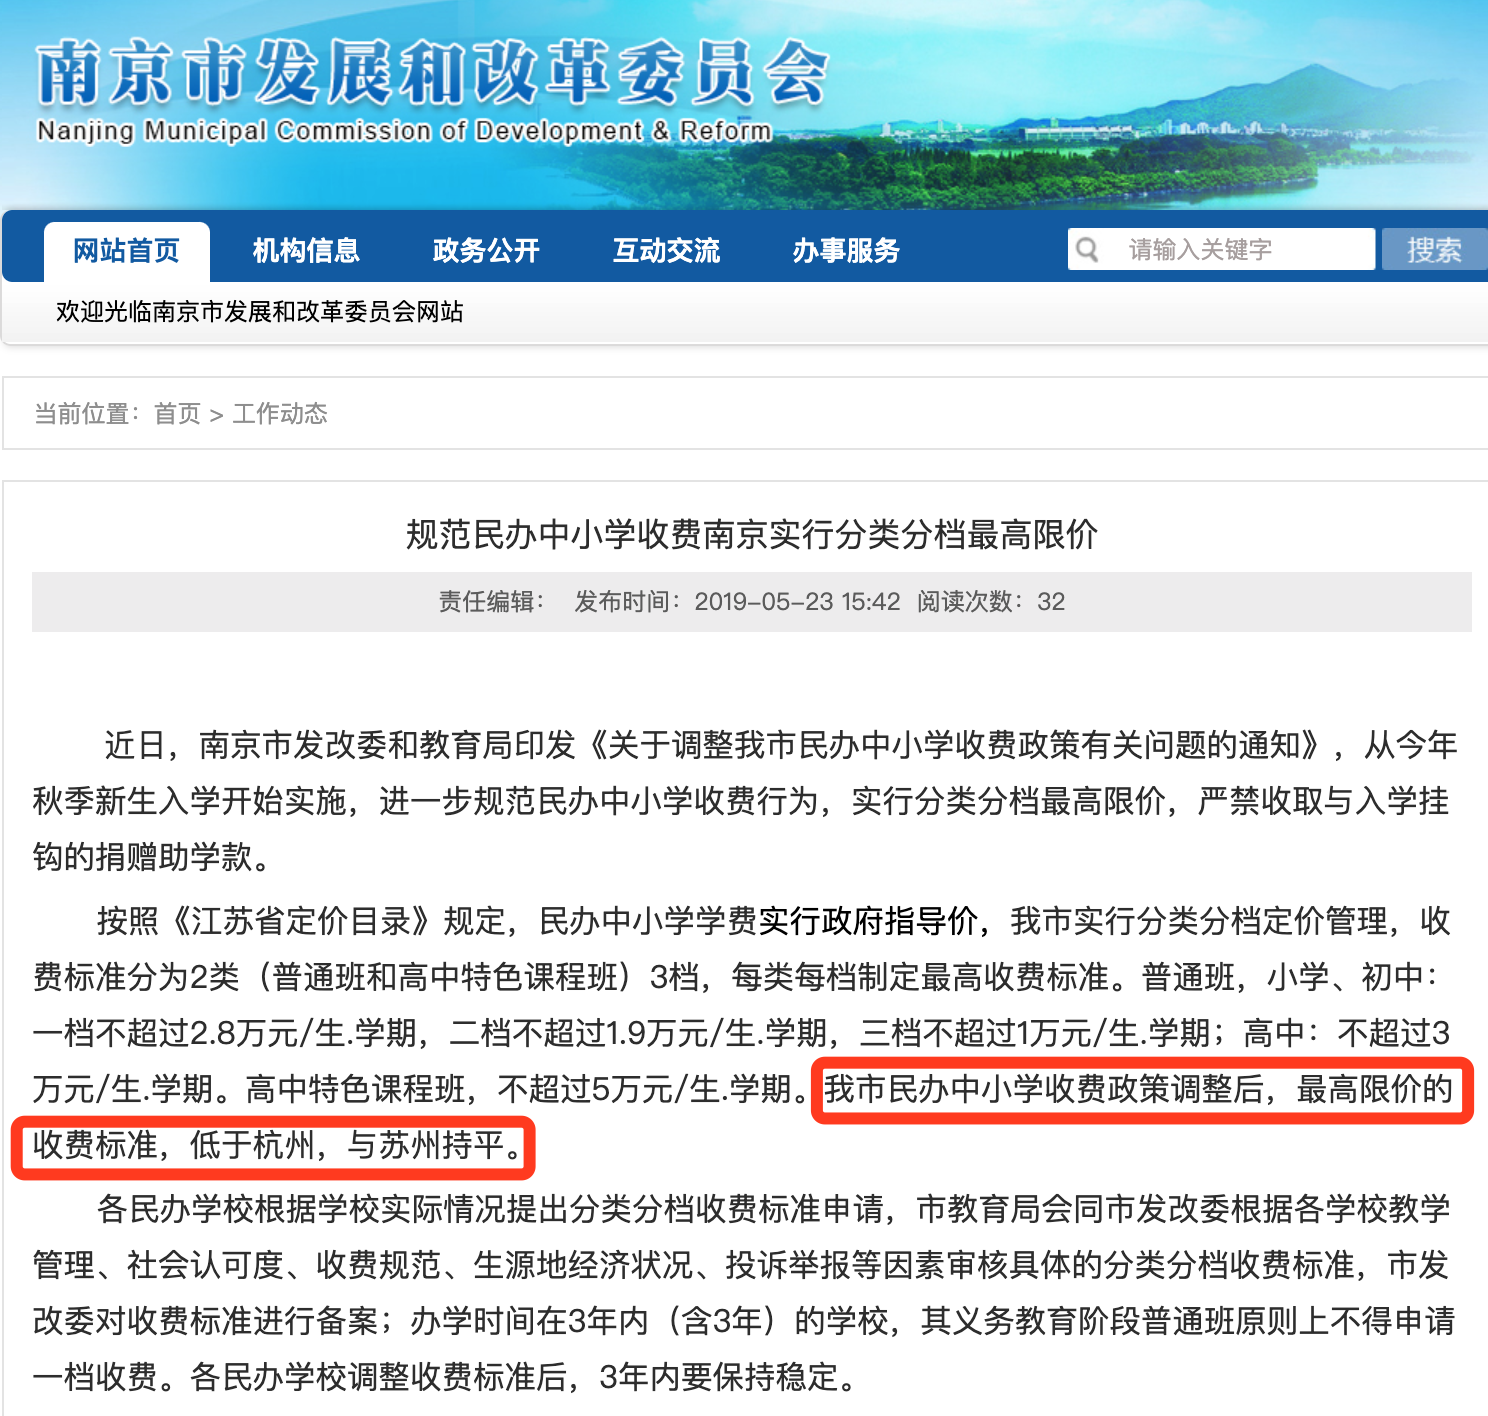 南京市发展和改革委员会
Nanjing Municipal Commission of Development & Reform
网站首页 机构信息 政务公开 互动交流 办事服务 请输入关键字 搜索
欢迎光临南京市发展和改革委员会网站
当前位置：首页 > 工作动态
规范民办中小学收费南京实行分类分档最高限价
责任编辑： 发布时间：2019-05-23 15:42 阅读次数：32
近日，南京市发改委和教育局印发《关于调整我市民办中小学收费政策有关问题的通知》，从今年
秋季新生入学开始实施，进一步规范民办中小学收费行为，实行分类分档最高限价，严禁收取与入学挂
钩的捐赠助学款。
按照《江苏省定价目录》规定，民办中小学学费实行政府指导价，我市实行分类分档定价管理，收
费标准分为2类（普通班和高中特色课程班）3档，每类每档制定最高收费标准。普通班，小学、初中：
一档不超过2.8万元/生.学期，二档不超过1.9万元/生.学期，三档不超过1万元/生.学期；高中：不超过3
万元/生.学期。高中特色课程班，不超过5万元/生.学期。我市民办中小学收费政策调整后，最高限价的
收费标准，低于杭州，与苏州持平。
各民办学校根据学校实际情况提出分类分档收费标准申请，市教育局会同市发改委根据各学校教学
管理、社会认可度、收费规范、生源地经济状况、投诉举报等因素审核具体的分类分档收费标准，市发
改委对收费标准进行备案；办学时间在3年内（含3年）的学校，其义务教育阶段普通班原则上不得申请
一档收费。各民办学校调整收费标准后，3年内要保持稳定。